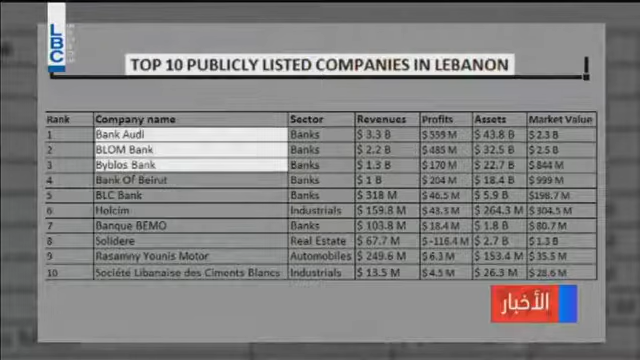 LBC
TOP 10 PUBLICLY LISTED COMPANIES IN LEBANON
Rank Company name Sector Revenues Profits Assets Market Value
1 Bank Audi Banks $ 3.3 B $ 559 M $ 43.8 B $ 2.3 B
2 BLOM Bank Banks $ 2.2 B $ 485 M $ 32.5 B $ 2.5 B
3 Byblos Bank Banks $ 1.3 B $ 170 M $ 22.7 B $ 844 M
4 Bank Of Beirut Banks $ 1 B $ 204 M $ 18.4 B $ 999 M
5 BLC Bank Banks $ 318 M $ 46.5 M $ 5.9 B $198.7 M
6 Holcim Industrials $ 159.8 M $ 43.3 M $ 264.3 M $ 304.5 M
7 Banque BEMO Banks $ 103.8 M $ 18.4 M $ 1.8 B $ 80.7 M
8 Solidere Real Estate $ 67.7 M $ -116.4 M $ 2.7 B $ 1.3 B
9 Rasamny Younis Motor Automobiles $ 249.6 M $ 6.3 M $ 153.4 M $ 35.5 M
10 Société Libanaise des Ciments Blancs Industrials $ 13.5 M $ 4.5 M $ 26.3 M $ 28.6 M
الأخبار